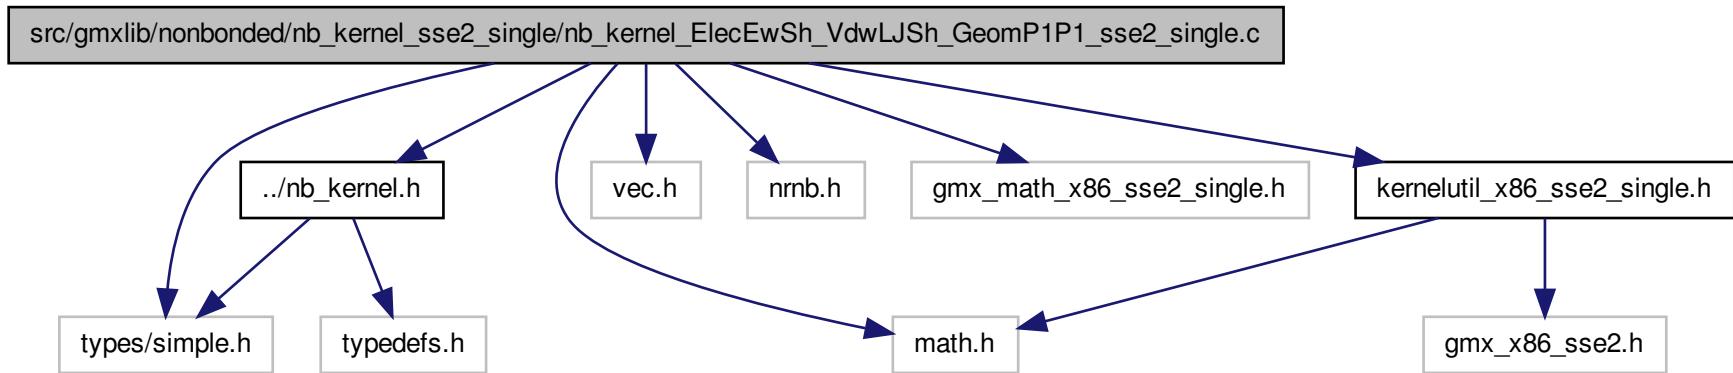 src/gmxlib/nonbonded/nb_kernel_sse2_single/nb_kernel_ElecEwSh_VdwLJSh_GeomP1P1_sse2_single.c
../nb_kernel.h
vec.h
nrnb.h
gmx_math_x86_sse2_single.h
kernelutil_x86_sse2_single.h
types/simple.h
typedefs.h
math.h
gmx_x86_sse2.h